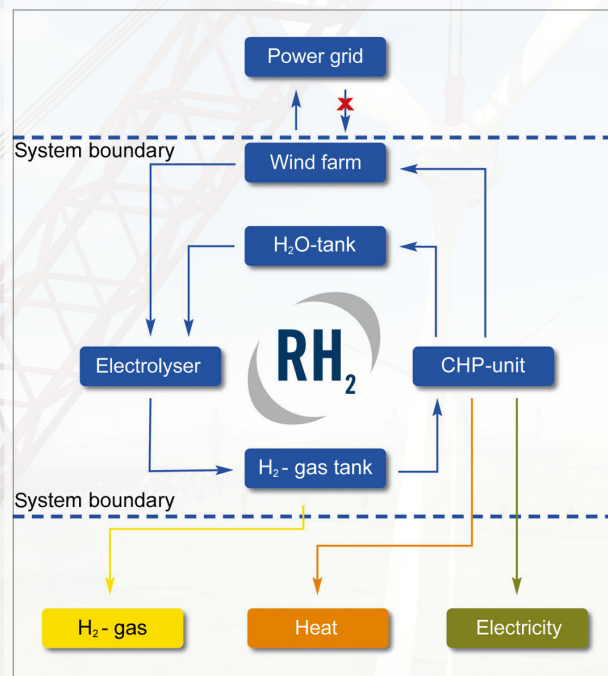 Power grid
System boundary
Wind farm
H₂O-tank
RH₂
Electrolyser
CHP-unit
H₂- gas tank
System boundary
H₂- gas
Heat
Electricity